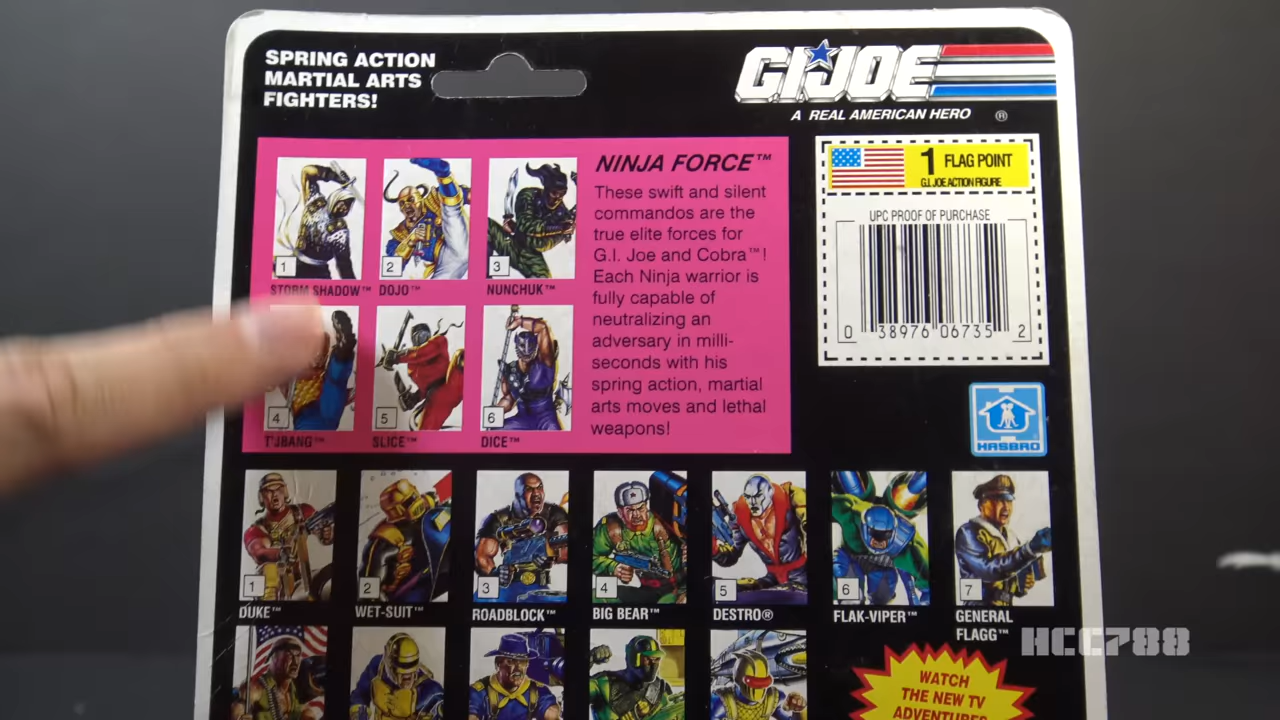 SPRING ACTION
MARTIAL ARTS
FIGHTERS!
G.I. JOE
A REAL AMERICAN HERO ®
1 FLAG POINT
G.I. JOE ACTION FIGURE
UPC PROOF OF PURCHASE
0 38976 06735 2
HASBRO
NINJA FORCE™
These swift and silent
commandos are the
true elite forces for
G.I. Joe and Cobra™!
Each Ninja warrior is
fully capable of
neutralizing an
adversary in milli-
seconds with his
spring action, martial
arts moves and lethal
weapons!
1 2 3
STORM SHADOW™ DOJO™ NUNCHUK™
4 5 6
T'JBANG™ SLICE™ DICE™
1 2 3 4 5 6 7
DUKE™ WET-SUIT™ ROADBLOCK™ BIG BEAR™ DESTRO® FLAK-VIPER™ GENERAL
FLAGG™
HCC788
WATCH
THE NEW TV
ADVENTURES